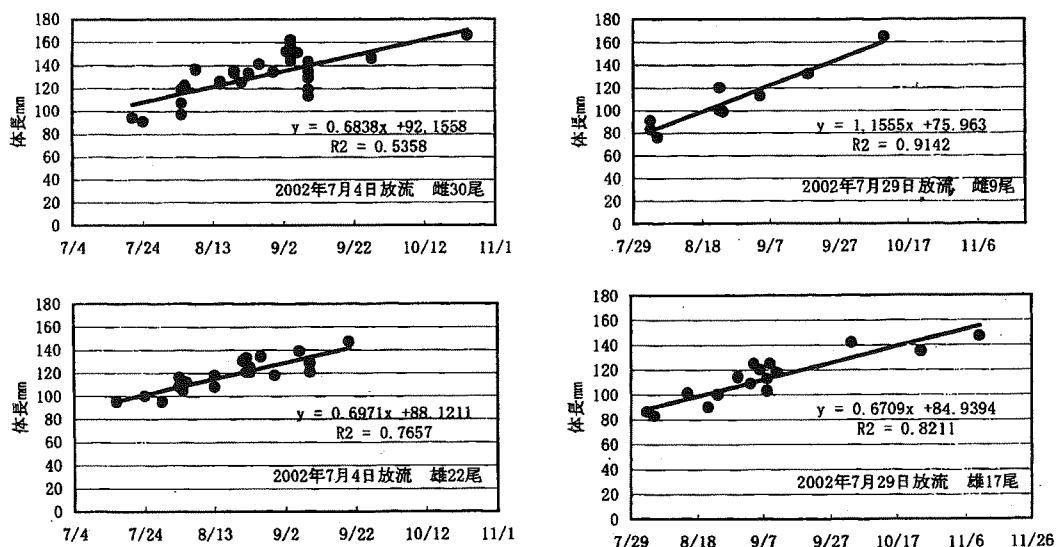 体長mm
180
160
140
120
100
80
60
40
20
0
y = 0.6838x +92.1558
R2 = 0.5358
2002年7月4日放流 雌30尾
7/4 7/24 8/13 9/2 9/22 10/12 11/1
体長mm
180
160
140
120
100
80
60
40
20
0
y = 1.1555x +75.963
R2 = 0.9142
2002年7月29日放流 雌9尾
7/29 8/18 9/7 9/27 10/17 11/6
体長mm
180
160
140
120
100
80
60
40
20
0
y = 0.6971x +88.1211
R2 = 0.7657
2002年7月4日放流 雄22尾
7/4 7/24 8/13 9/2 9/22 10/12 11/1
体長mm
180
160
140
120
100
80
60
40
20
0
y = 0.6709x +84.9394
R2 = 0.8211
2002年7月29日放流 雄17尾
7/29 8/18 9/7 9/27 10/17 11/6 11/26